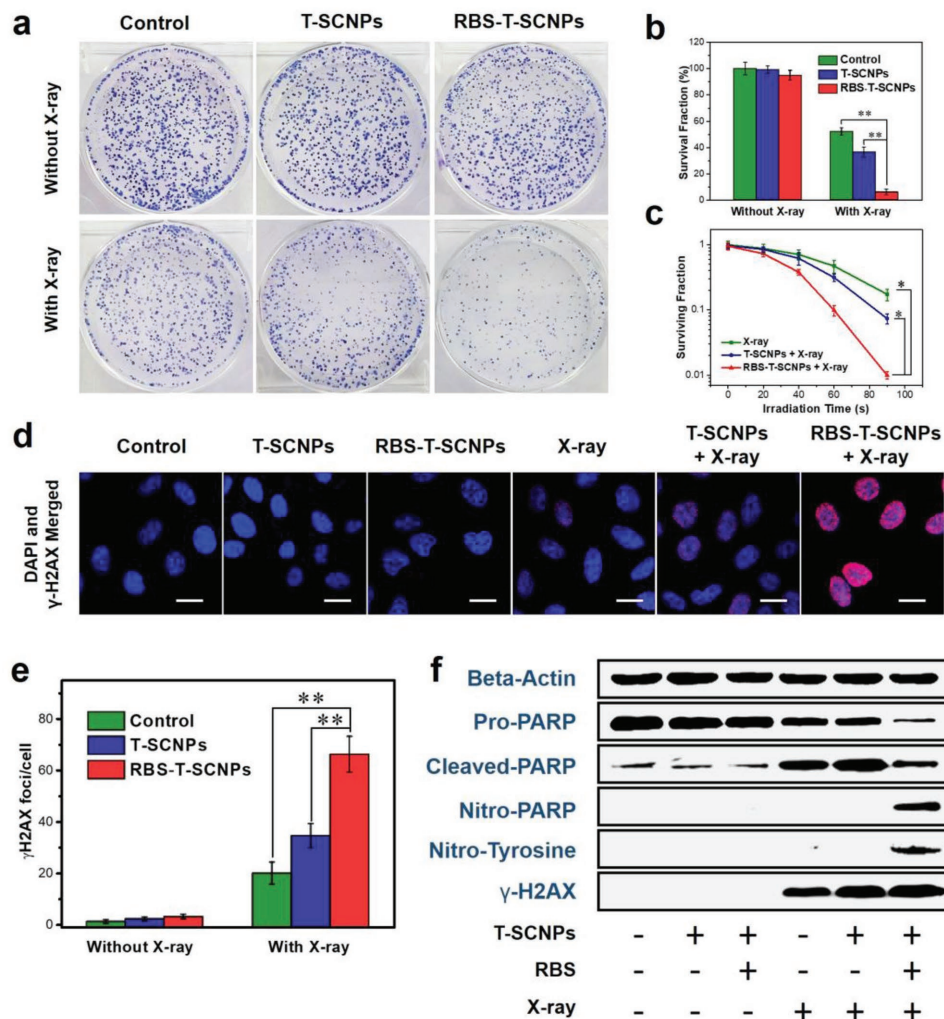 a
Control
T-SCNPs
RBS-T-SCNPs
Without X-ray
With X-ray
b
Survival Fraction (%)
140
120
100
80
60
40
20
0
Control
T-SCNPs
RBS-T-SCNPs
**
**
Without X-ray
With X-ray
c
Surviving Fraction
1
0.1
0.01
*
*
X-ray
T-SCNPs + X-ray
RBS-T-SCNPs + X-ray
0
20
40
60
80
100
Irradiation Time (s)
d
Control
T-SCNPs
RBS-T-SCNPs
X-ray
T-SCNPs
+ X-ray
RBS-T-SCNPs
+ X-ray
DAPI and
γ-H2AX Merged
e
γH2AX foci/cell
80
60
40
20
0
Control
T-SCNPs
RBS-T-SCNPs
**
**
Without X-ray
With X-ray
f
Beta-Actin
Pro-PARP
Cleaved-PARP
Nitro-PARP
Nitro-Tyrosine
γ-H2AX
T-SCNPs - + + - + +
RBS - - + - - +
X-ray - - - + + +